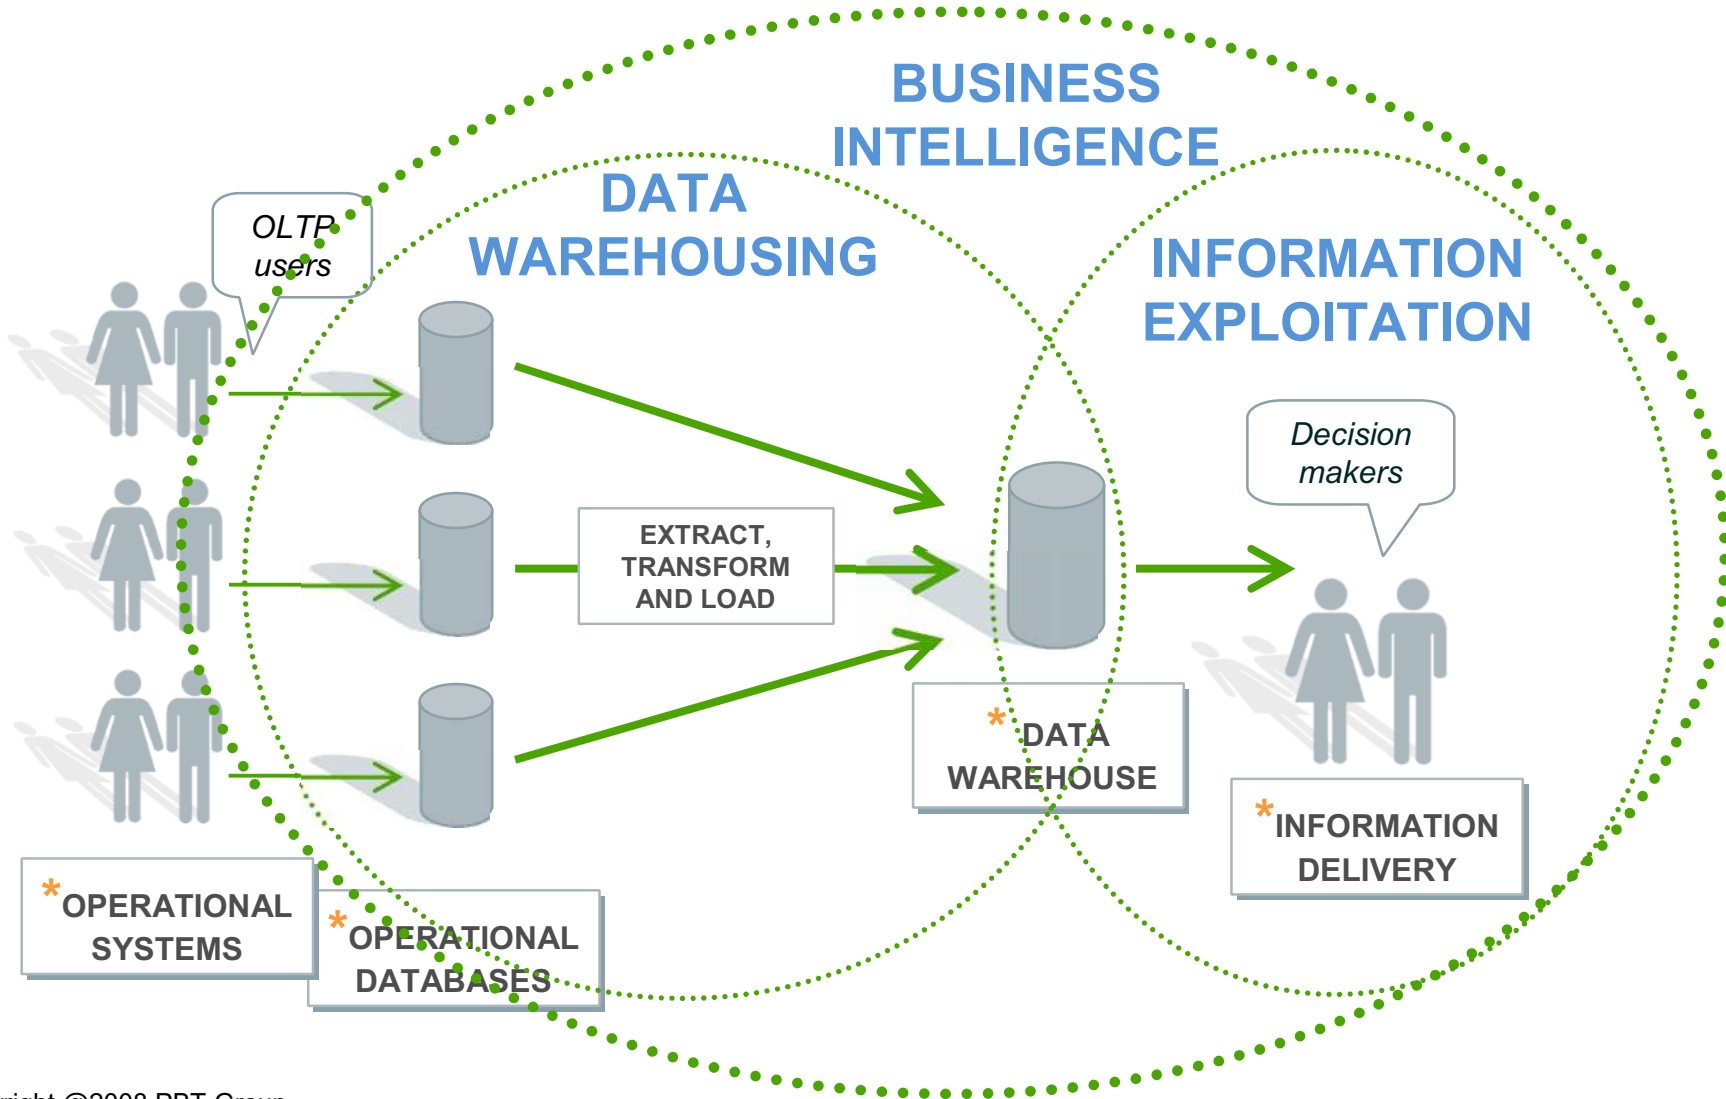 BUSINESS
INTELLIGENCE
DATA
WAREHOUSING
OLTP
users
INFORMATION
EXPLOITATION
Decision
makers
EXTRACT,
TRANSFORM
AND LOAD
* DATA
WAREHOUSE
*INFORMATION
DELIVERY
*OPERATIONAL
SYSTEMS
*OPERATIONAL
DATABASES